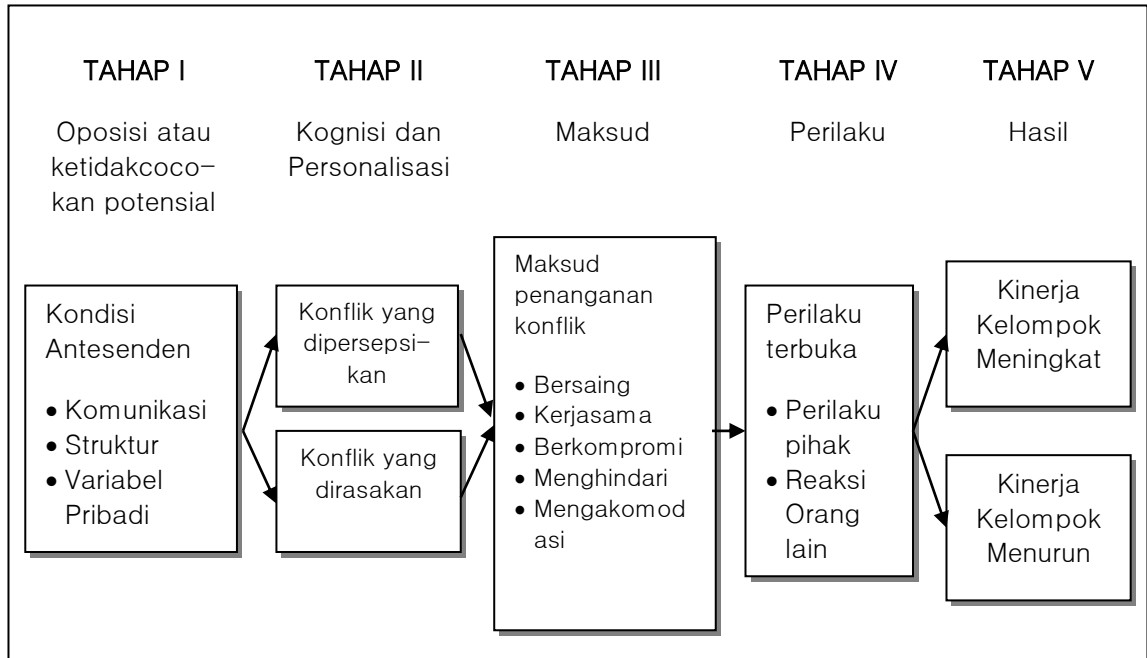 TAHAP I
Oposisi atau
ketidakcoco-
kan potensial
Kondisi
Antesenden
• Komunikasi
• Struktur
• Variabel
Pribadi
TAHAP II
Kognisi dan
Personalisasi
Konflik yang
dipersepsi-
kan
Konflik yang
dirasakan
TAHAP III
Maksud
Maksud
penanganan
konflik
• Bersaing
• Kerjasama
• Berkompromi
• Menghindari
• Mengakomod
asi
TAHAP IV
Perilaku
Perilaku
terbuka
• Perilaku
pihak
• Reaksi
Orang
lain
TAHAP V
Hasil
Kinerja
Kelompok
Meningkat
Kinerja
Kelompok
Menurun